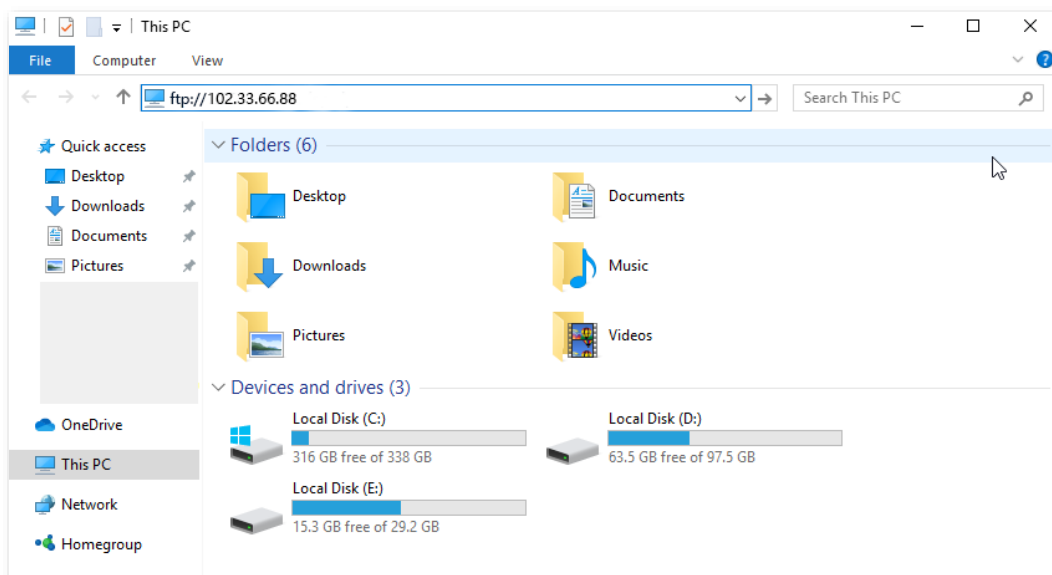 This PC
File Computer View
ftp://102.33.66.88 Search This PC
Quick access
Desktop
Downloads
Documents
Pictures
OneDrive
This PC
Network
Homegroup
Folders (6)
Desktop Documents
Downloads Music
Pictures Videos
Devices and drives (3)
Local Disk (C:) Local Disk (D:)
316 GB free of 338 GB 63.5 GB free of 97.5 GB
Local Disk (E:)
15.3 GB free of 29.2 GB